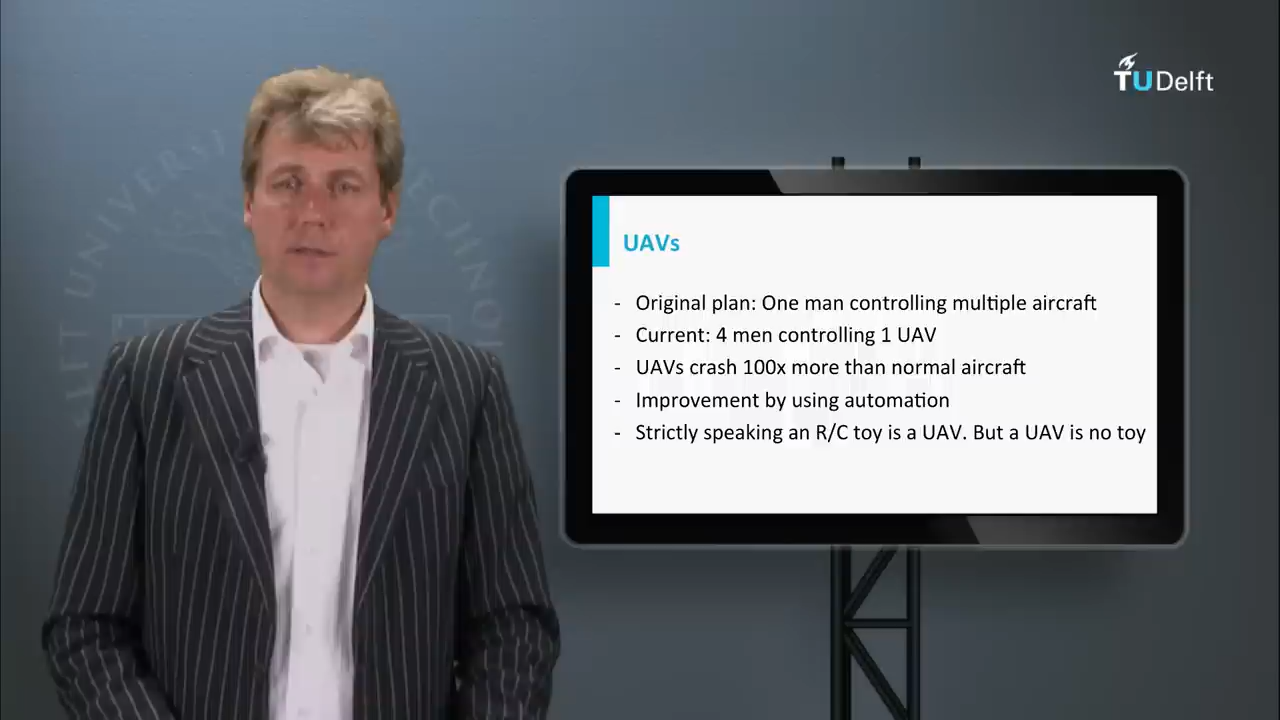 TUDelft
UAVs
- Original plan: One man controlling multiple aircraft
- Current: 4 men controlling 1 UAV
- UAVs crash 100x more than normal aircraft
- Improvement by using automation
- Strictly speaking an R/C toy is a UAV. But a UAV is no toy